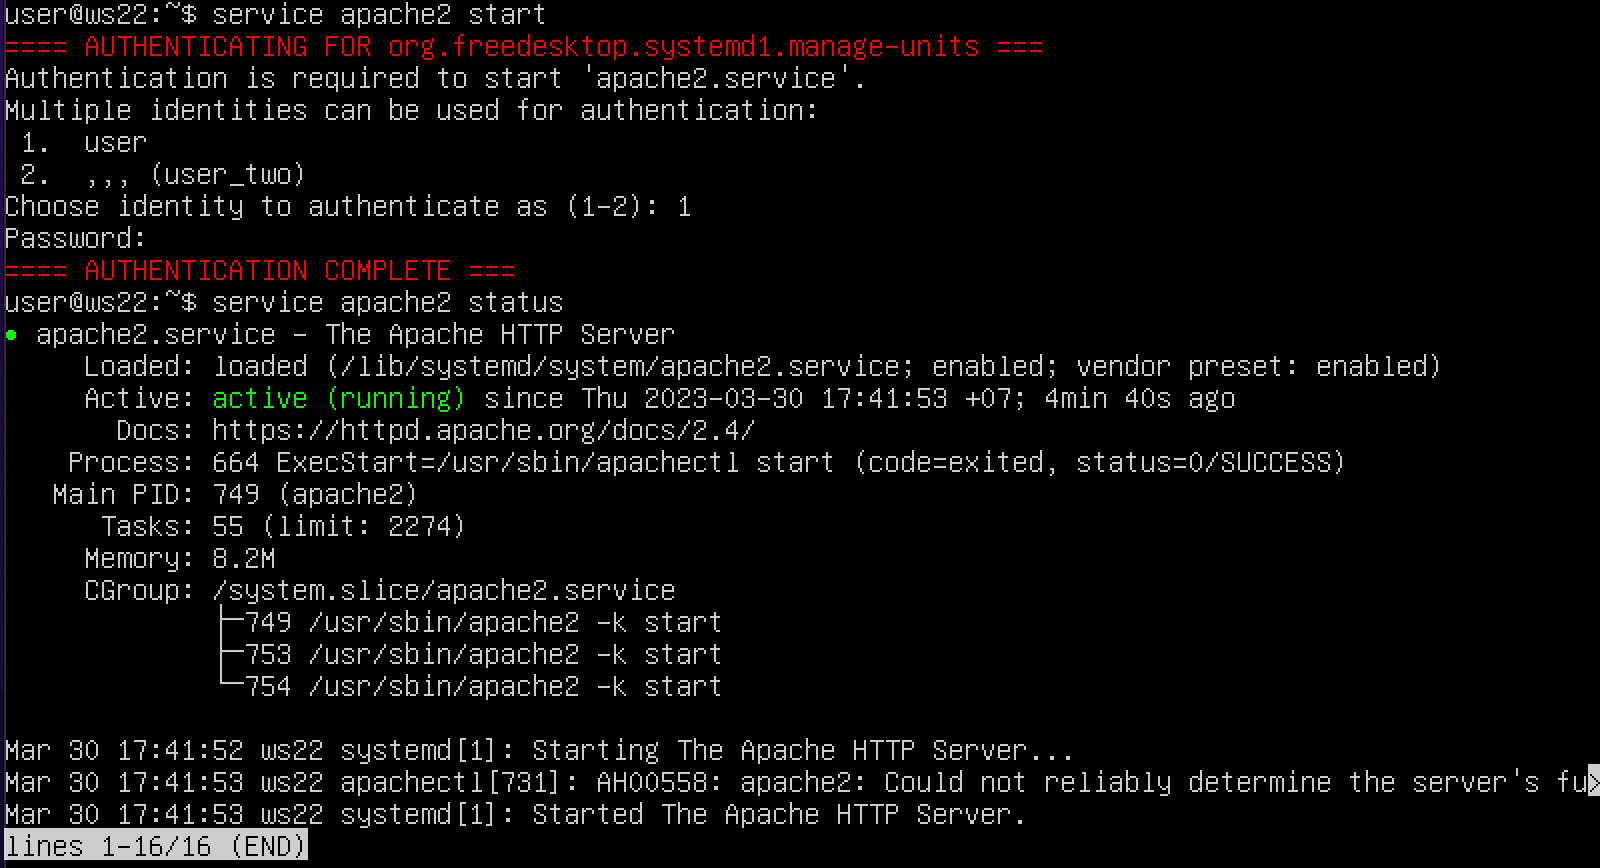 user@ws22:~$ service apache2 start
==== AUTHENTICATING FOR org.freedesktop.systemd1.manage-units ===
Authentication is required to start 'apache2.service'.
Multiple identities can be used for authentication:
 1.  user
 2.  ,,, (user_two)
Choose identity to authenticate as (1-2): 1
Password:
==== AUTHENTICATION COMPLETE ===
user@ws22:~$ service apache2 status
● apache2.service - The Apache HTTP Server
     Loaded: loaded (/lib/systemd/system/apache2.service; enabled; vendor preset: enabled)
     Active: active (running) since Thu 2023-03-30 17:41:53 +07; 4min 40s ago
       Docs: https://httpd.apache.org/docs/2.4/
    Process: 664 ExecStart=/usr/sbin/apachectl start (code=exited, status=0/SUCCESS)
   Main PID: 749 (apache2)
      Tasks: 55 (limit: 2274)
     Memory: 8.2M
     CGroup: /system.slice/apache2.service
             ├─749 /usr/sbin/apache2 -k start
             ├─753 /usr/sbin/apache2 -k start
             └─754 /usr/sbin/apache2 -k start

Mar 30 17:41:52 ws22 systemd[1]: Starting The Apache HTTP Server...
Mar 30 17:41:53 ws22 apachectl[731]: AH00558: apache2: Could not reliably determine the server's fu>
Mar 30 17:41:53 ws22 systemd[1]: Started The Apache HTTP Server.
lines 1-16/16 (END)